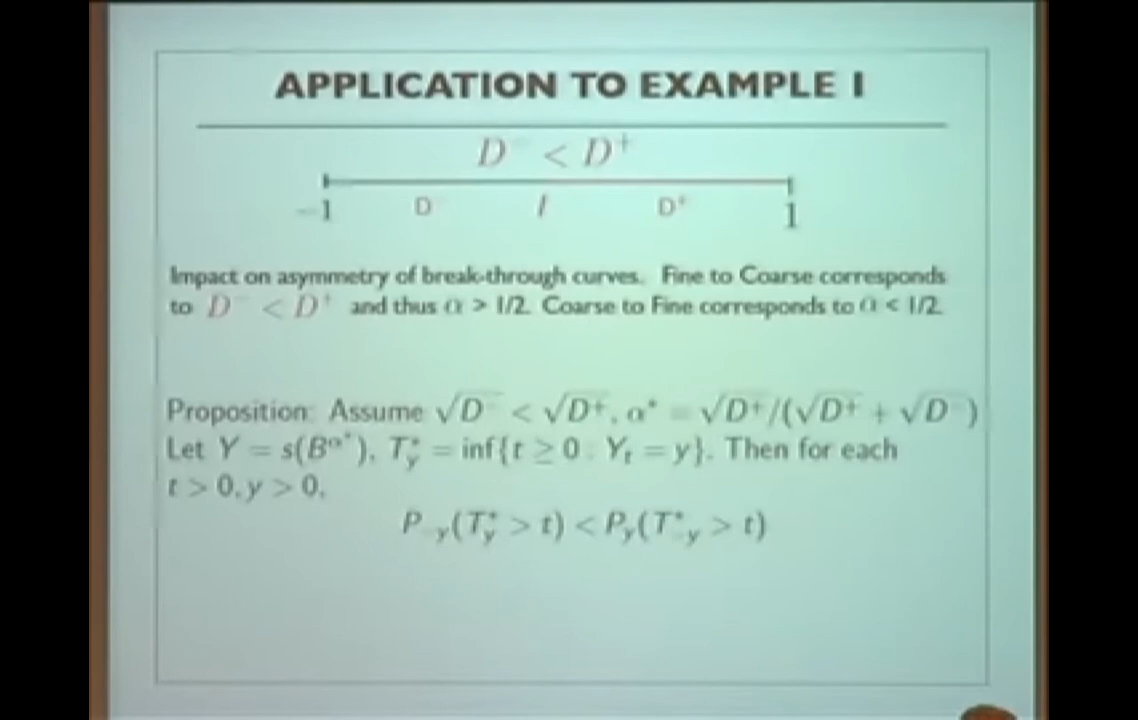 APPLICATION TO EXAMPLE I
D⁻ < D⁺
−1 D I D⁺ 1
Impact on asymmetry of break-through curves. Fine to Coarse corresponds
to D⁻ < D⁺ and thus α > 1/2. Coarse to Fine corresponds to α < 1/2.
Proposition: Assume √D⁻ < √D⁺, α* = √D⁺/(√D⁺ + √D⁻)
Let Y = s(B^α*), T*_y = inf{t ≥ 0 : Y_t = y}. Then for each
t > 0, y > 0,
P_−y(T*_y > t) < P_y(T*_−y > t)